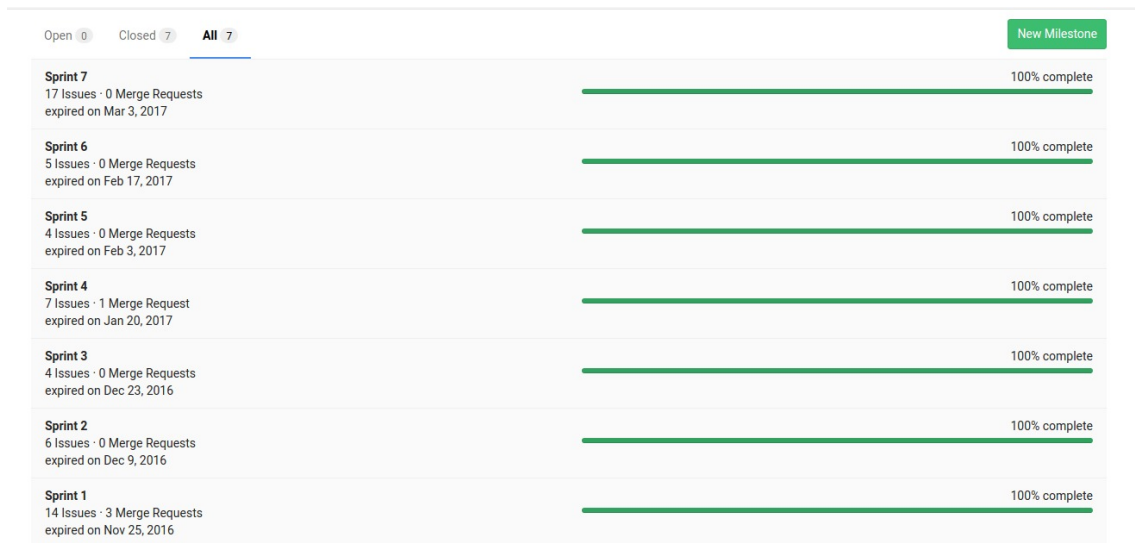 Open 0 Closed 7 All 7 New Milestone
Sprint 7 100% complete
17 Issues · 0 Merge Requests
expired on Mar 3, 2017
Sprint 6 100% complete
5 Issues · 0 Merge Requests
expired on Feb 17, 2017
Sprint 5 100% complete
4 Issues · 0 Merge Requests
expired on Feb 3, 2017
Sprint 4 100% complete
7 Issues · 1 Merge Request
expired on Jan 20, 2017
Sprint 3 100% complete
4 Issues · 0 Merge Requests
expired on Dec 23, 2016
Sprint 2 100% complete
6 Issues · 0 Merge Requests
expired on Dec 9, 2016
Sprint 1 100% complete
14 Issues · 3 Merge Requests
expired on Nov 25, 2016